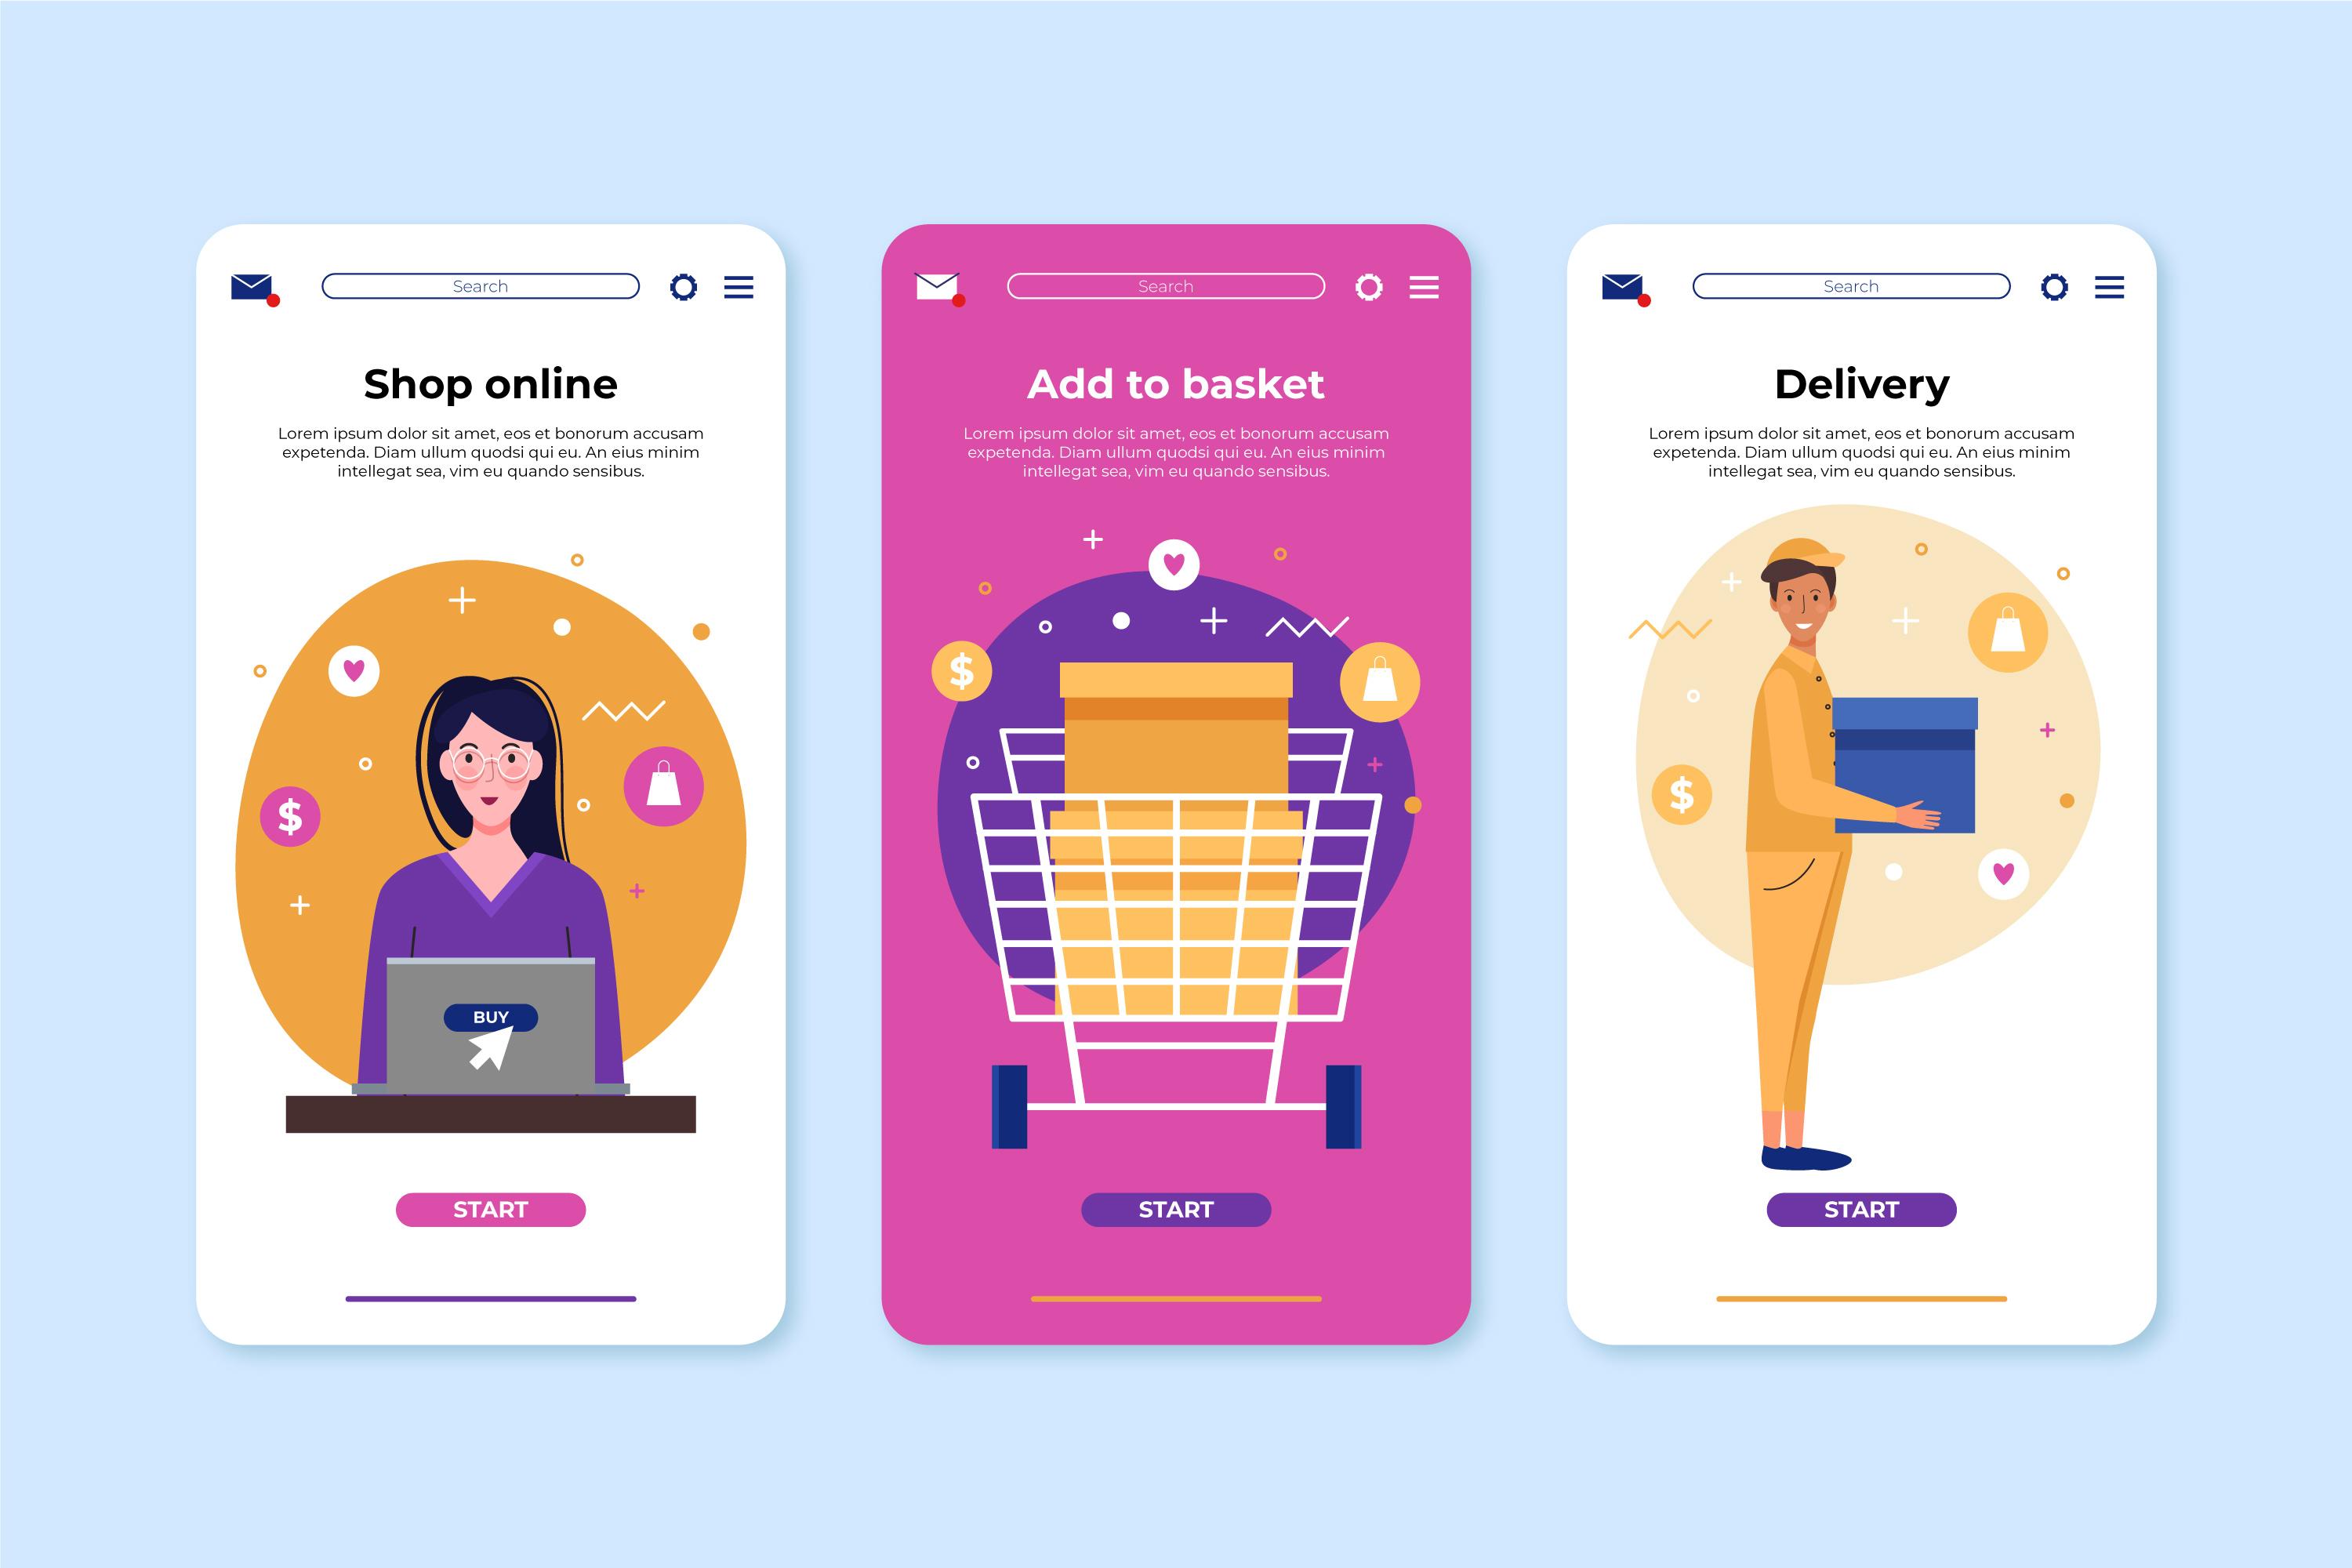 Search
Shop online
Lorem ipsum dolor sit amet, eos et bonorum accusam
expetenda. Diam ullum quodsi qui eu. An eius minim
intellegat sea, vim eu quando sensibus.
$
BUY
START
Search
Add to basket
Lorem ipsum dolor sit amet, eos et bonorum accusam
expetenda. Diam ullum quodsi qui eu. An eius minim
intellegat sea, vim eu quando sensibus.
$
START
Search
Delivery
Lorem ipsum dolor sit amet, eos et bonorum accusam
expetenda. Diam ullum quodsi qui eu. An eius minim
intellegat sea, vim eu quando sensibus.
$
START